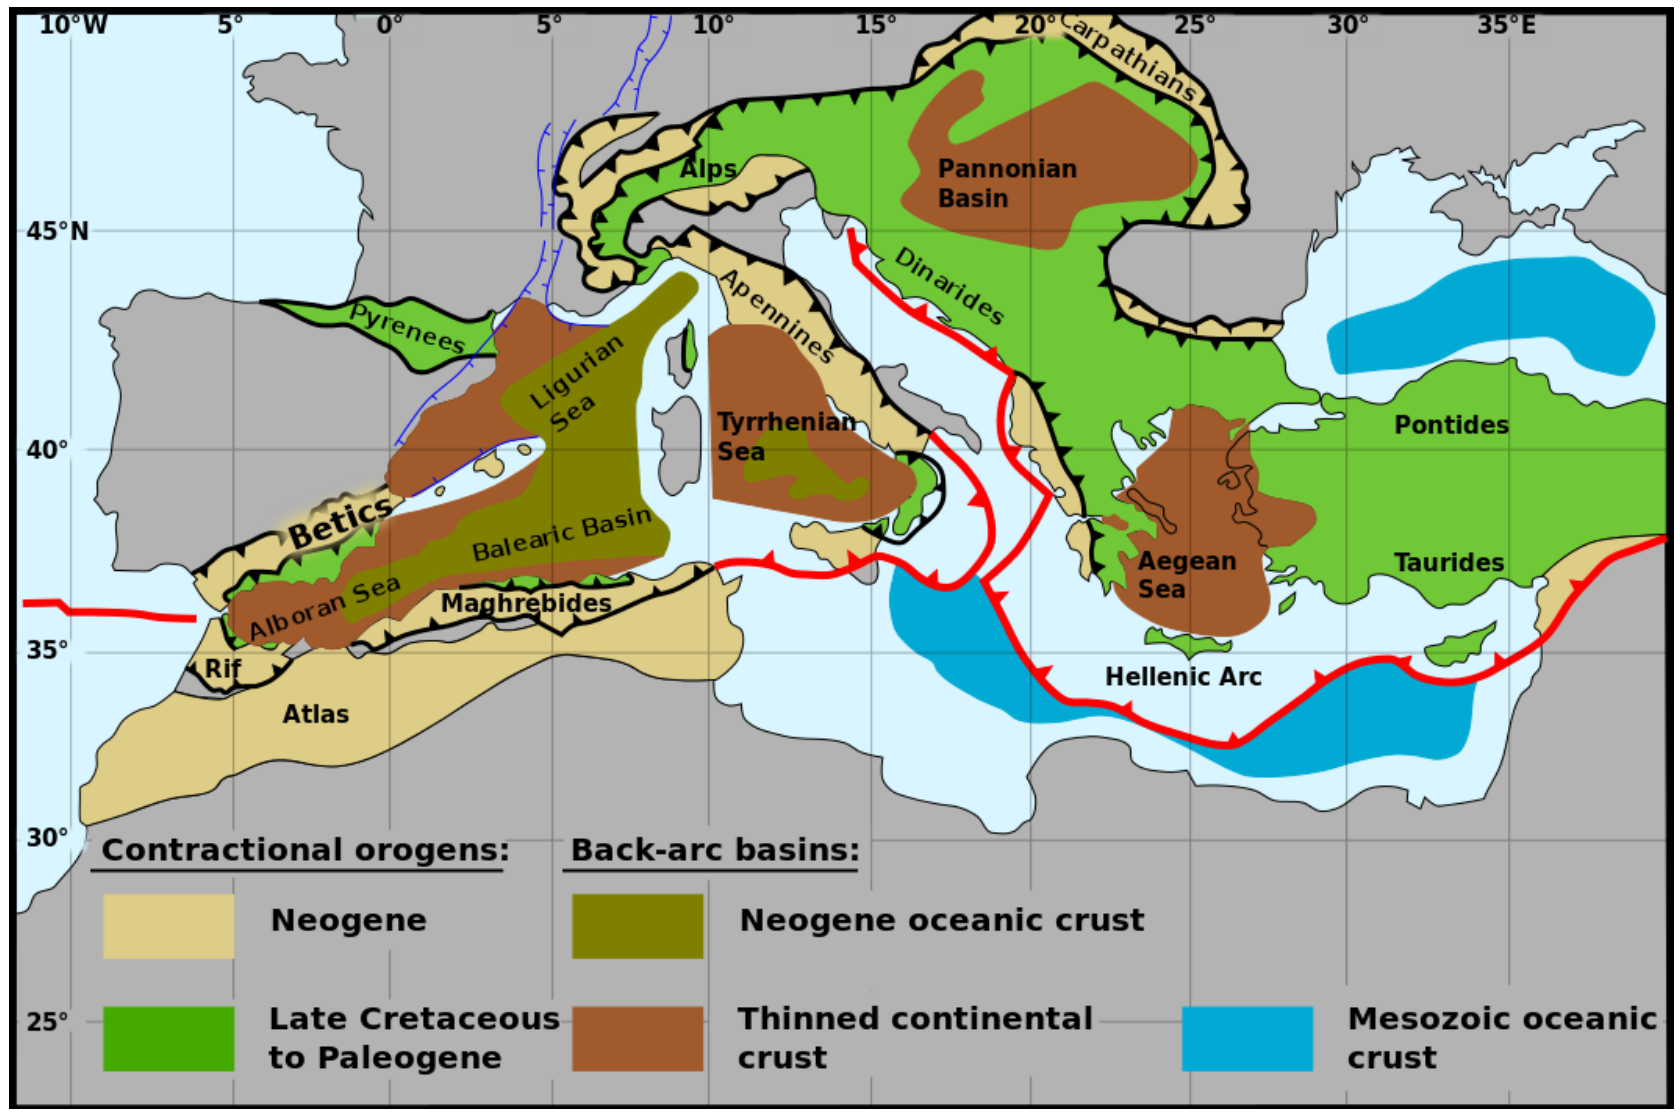 10°W 5° 0° 5° 10° 15° 20° 25° 30° 35°E
Carpathians
Alps
Pannonian
Basin
45°N
Dinarides
Apennines
Pyrenees
Ligurian
Sea
Tyrrhenian
Sea
Pontides
40°
Betics
Balearic Basin
Aegean
Sea
Taurides
Alboran Sea
Maghrebides
35°
Rif
Hellenic Arc
Atlas
30°
Contractional orogens:
Back-arc basins:
Neogene
Neogene oceanic crust
25°
Late Cretaceous
to Paleogene
Thinned continental
crust
Mesozoic oceanic
crust